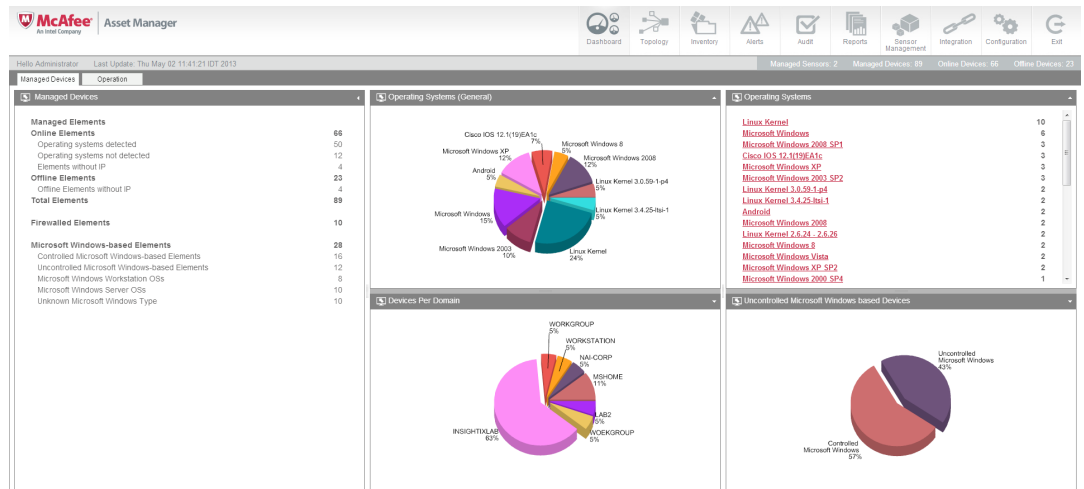 McAfee
An Intel Company
Asset Manager
Dashboard
Topology
Inventory
Alerts
Audit
Reports
Sensor Management
Integration
Configuration
Exit
Hello Administrator Last Update: Thu May 02 11:41:21 IDT 2013
Managed Sensors: 2 Managed Devices: 89 Online Devices: 66 Offline Devices: 23
Managed Devices Operation
Managed Devices
Managed Elements
Online Elements 66
Operating systems detected 50
Operating systems not detected 12
Elements without IP 4
Offline Elements 23
Offline Elements without IP 4
Total Elements 89
Firewalled Elements 10
Microsoft Windows-based Elements 28
Controlled Microsoft Windows-based Elements 16
Uncontrolled Microsoft Windows-based Elements 12
Microsoft Windows Workstation OSs 8
Microsoft Windows Server OSs 10
Unknown Microsoft Windows Type 10
Operating Systems (General)
Cisco IOS 12.1(19)EA1c
7%
Microsoft Windows 8
5%
Microsoft Windows XP
12%
Microsoft Windows 2008
12%
Android
5%
Linux Kernel 3.0.59-1-p4
5%
Microsoft Windows
15%
Linux Kernel 3.4.25-ltsi-1
5%
Microsoft Windows 2003
10%
Linux Kernel
24%
Operating Systems
Linux Kernel 10
Microsoft Windows 6
Microsoft Windows 2008 SP1 3
Cisco IOS 12.1(19)EA1c 3
Microsoft Windows XP 3
Microsoft Windows 2003 SP2 3
Linux Kernel 3.0.59-1-p4 2
Linux Kernel 3.4.25-ltsi-1 2
Android 2
Microsoft Windows 2008 2
Linux Kernel 2.6.24 - 2.6.26 2
Microsoft Windows 8 2
Microsoft Windows Vista 2
Microsoft Windows XP SP2 2
Microsoft Windows 2000 SP4 1
Devices Per Domain
WORKGROUP
5%
WORKSTATION
5%
NAI-CORP
5%
MSHOME
11%
LAB2
5%
WOEKGROUP
5%
INSIGHTIXLAB
63%
Uncontrolled Microsoft Windows based Devices
Uncontrolled
Microsoft Windows
43%
Controlled
Microsoft Windows
57%